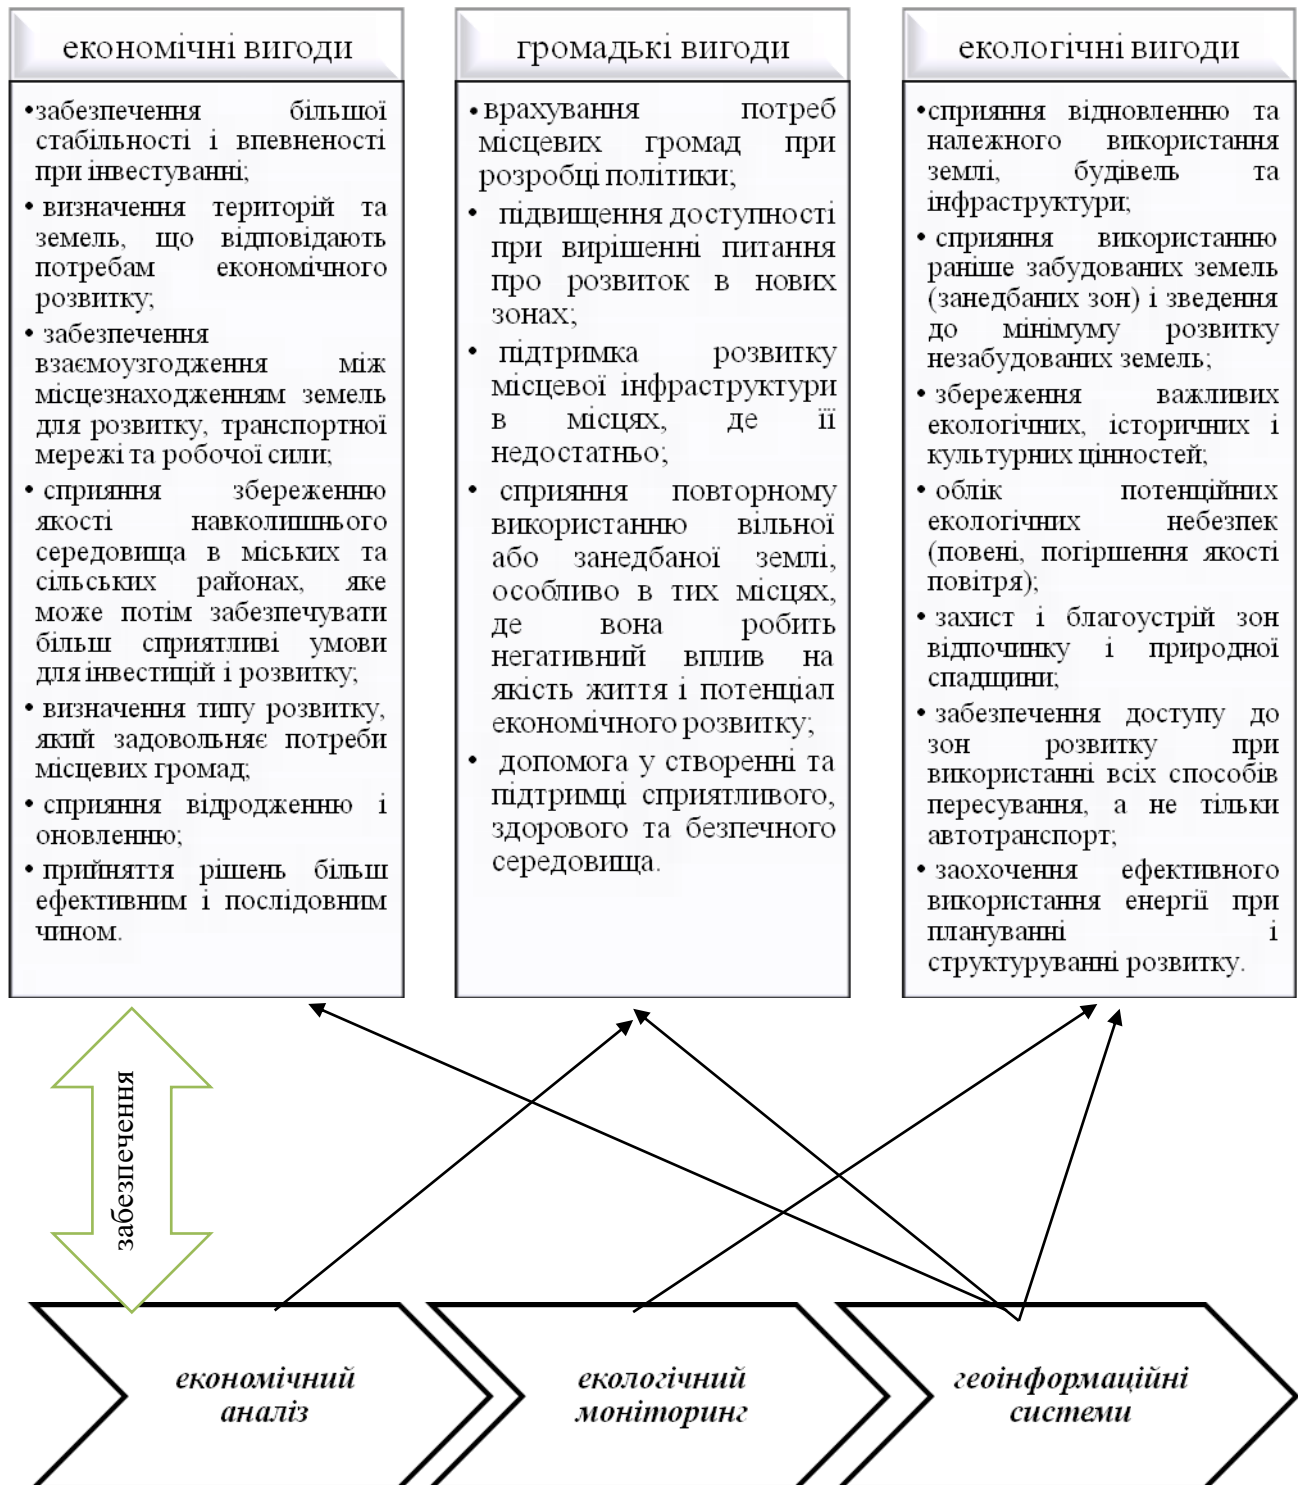 економічні вигоди
•забезпечення більшої
стабільності і впевненості
при інвестуванні;
• визначення територій та
земель, що відповідають
потребам економічного
розвитку;
• забезпечення
взаємоузгодження між
місцезнаходженням земель
для розвитку, транспортної
мережі та робочої сили;
• сприяння збереженню
якості навколишнього
середовища в міських та
сільських районах, яке
може потім забезпечувати
більш сприятливі умови
для інвестицій і розвитку;
• визначення типу розвитку,
який задовольняє потреби
місцевих громад;
• сприяння відродженню і
оновленню;
• прийняття рішень більш
ефективним і послідовним
чином.
громадькі вигоди
• врахування потреб
місцевих громад при
розробці політики;
• підвищення доступності
при вирішенні питання
про розвиток в нових
зонах;
• підтримка розвитку
місцевої інфраструктури
в місцях, де її
недостатньо;
• сприяння повторному
використанню вільної
або занедбаної землі,
особливо в тих місцях,
де вона робить
негативний вплив на
якість життя і потенціал
економічного розвитку;
• допомога у створенні та
підтримці сприятливого,
здорового та безпечного
середовища.
екологічні вигоди
•сприяння відновленню та
належного використання
землі, будівель та
інфраструктури;
• сприяння використанню
раніше забудованих земель
(занедбаних зон) і зведення
до мінімуму розвитку
незабудованих земель;
• збереження важливих
екологічних, історичних і
культурних цінностей;
• облік потенційних
екологічних небезпек
(повені, погіршення якості
повітря);
• захист і благоустрій зон
відпочинку і природної
спадщини;
• забезпечення доступу до
зон розвитку при
використанні всіх способів
пересування, а не тільки
автотранспорт;
• заохочення ефективного
використання енергії при
плануванні і
структуруванні розвитку.
забезпечення
економічний
аналіз
екологічний
моніторинг
геоінформаційні
системи